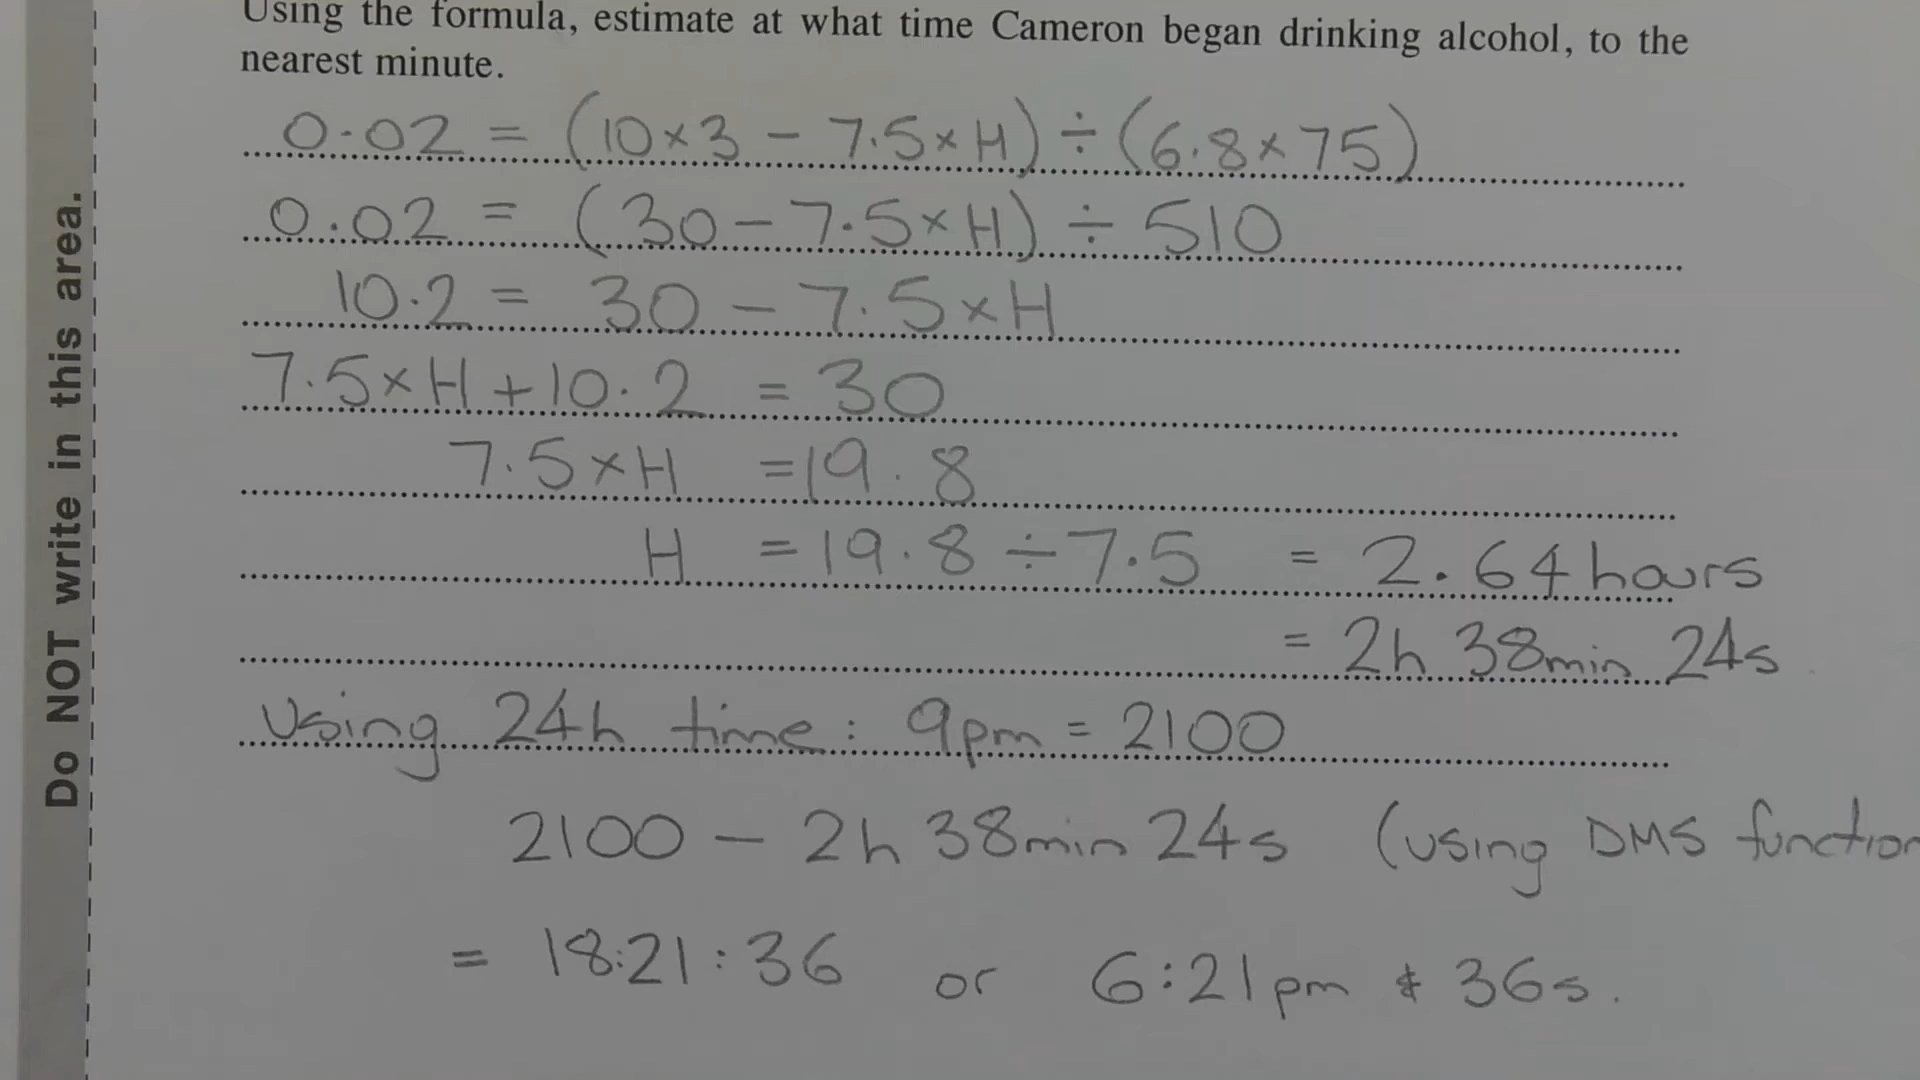 Using the formula, estimate at what time Cameron began drinking alcohol, to the
nearest minute.
0.02 = (10×3 - 7.5×H) ÷ (6.8×75)
0.02 = (30 - 7.5×H) ÷ 510
10.2 = 30 - 7.5×H
7.5×H + 10.2 = 30
7.5×H = 19.8
H = 19.8 ÷ 7.5 = 2.64 hours
= 2h 38min 24s
Using 24h time: 9pm = 2100
2100 - 2h 38min 24s (using DMS function
= 18:21:36 or 6:21pm & 36s.
Do NOT write in this area.